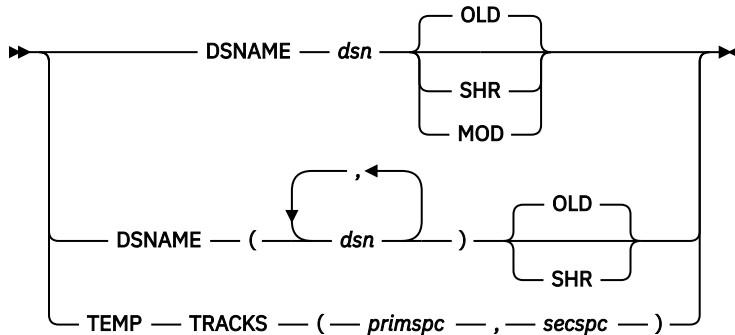 OLD
DSNAME dsn
SHR
MOD
,
OLD
DSNAME ( dsn )
SHR
TEMP TRACKS ( primspc , secspc )